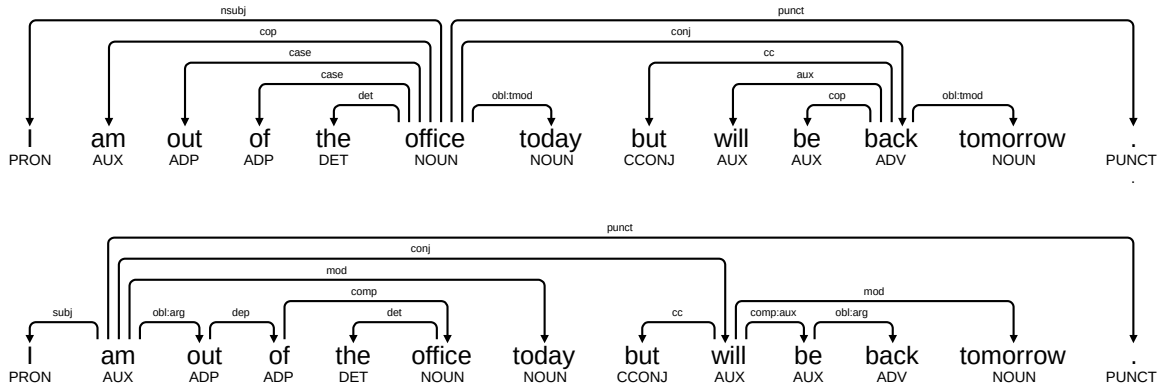 nsubj punct
cop conj
case cc
case aux
det obl:tmod cop obl:tmod
I am out of the office today but will be back tomorrow .
PRON AUX ADP ADP DET NOUN NOUN CCONJ AUX AUX ADV NOUN PUNCT
.
punct
conj
mod
comp mod
subj obl:arg dep det cc comp:aux obl:arg
I am out of the office today but will be back tomorrow .
PRON AUX ADP ADP DET NOUN NOUN CCONJ AUX AUX ADV NOUN PUNCT